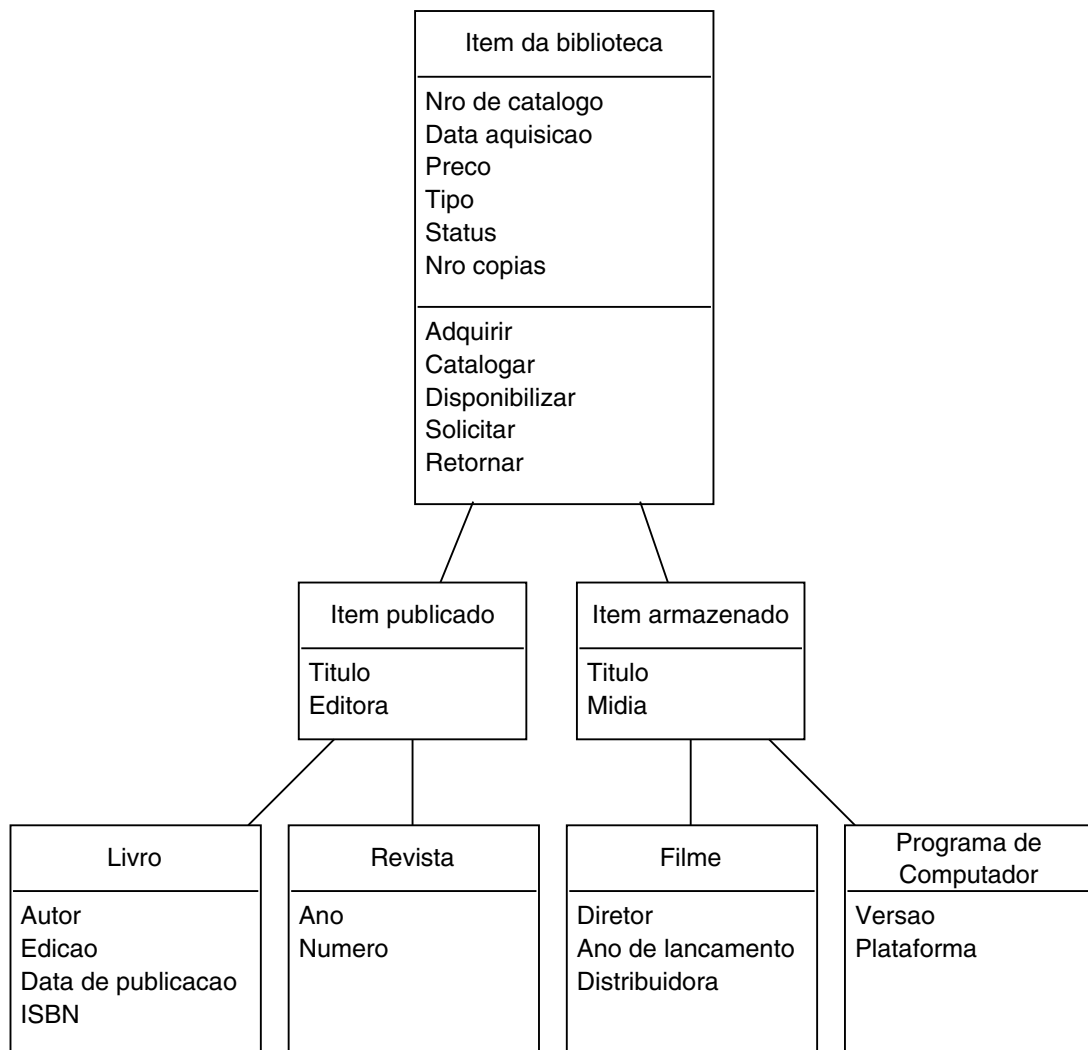 Item da biblioteca
Nro de catalogo
Data aquisicao
Preco
Tipo
Status
Nro copias
Adquirir
Catalogar
Disponibilizar
Solicitar
Retornar
Item publicado
Titulo
Editora
Item armazenado
Titulo
Midia
Livro
Autor
Edicao
Data de publicacao
ISBN
Revista
Ano
Numero
Filme
Diretor
Ano de lancamento
Distribuidora
Programa de
Computador
Versao
Plataforma